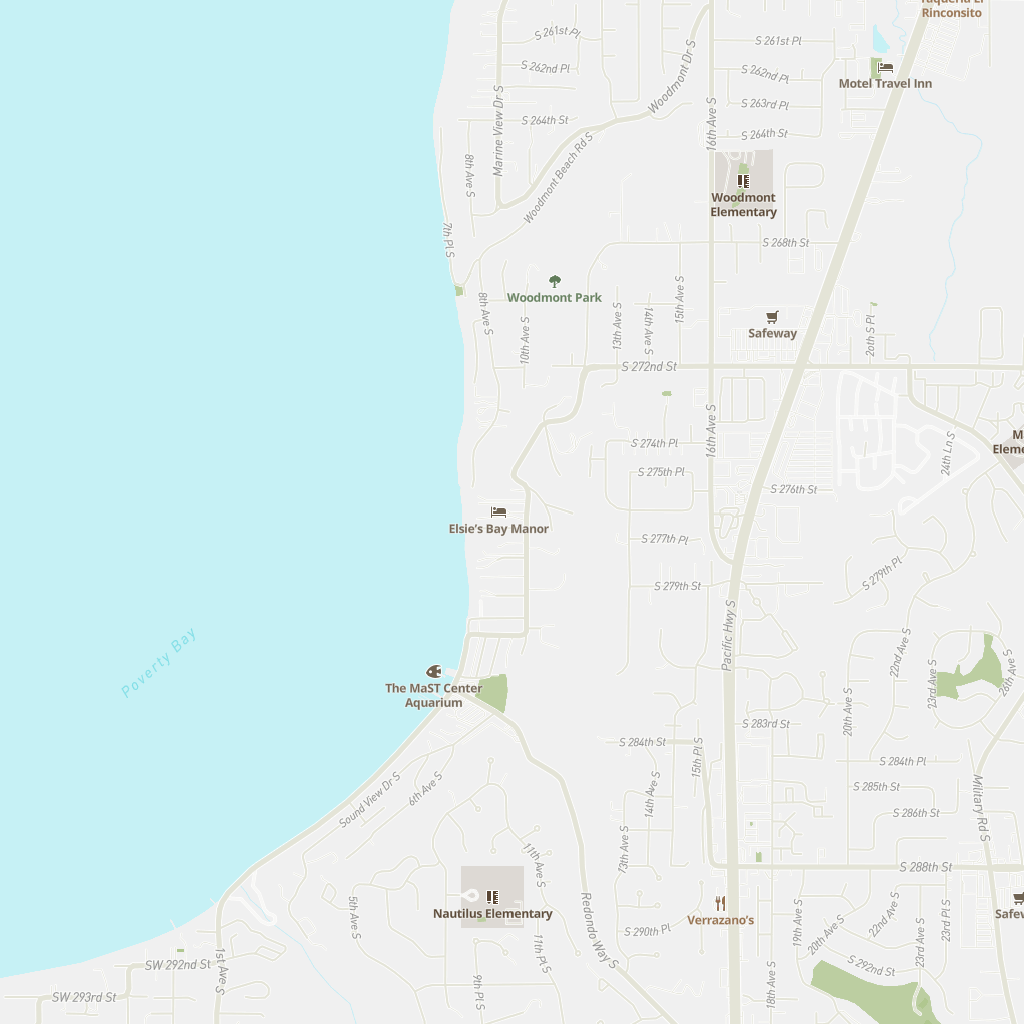 Taqueria El
Rinconsito
S 261st Pl
S 261st Pl
S 262nd Pl
S 262nd Pl
Motel Travel Inn
Woodmont Dr S
Marine View Dr S
S 263rd Pl
S 264th St
16th Ave S
S 264th St
8th Ave S
Woodmont Beach Rd S
Woodmont
Elementary
7th Pl S
S 268th St
Woodmont Park
8th Ave S
10th Ave S
13th Ave S
14th Ave S
15th Ave S
Safeway
20th S Pl
S 272nd St
16th Ave S
S 274th Pl
24th Ln S
S 275th Pl
S 276th St
Elsie's Bay Manor
S 277th Pl
S 279th Pl
S 279th St
Pacific Hwy S
Poverty Bay
22nd Ave S
23rd Ave S
26th Ave S
The MaST Center
Aquarium
20th Ave S
S 283rd St
S 284th St
15th Pl S
S 284th Pl
S 285th St
14th Ave S
Military Rd S
Sound View Dr S
6th Ave S
S 286th St
13th Ave S
11th Ave S
S 288th St
Nautilus Elementary
Verrazano's
5th Ave S
Redondo Way S
S 290th Pl
19th Ave S
20th Ave S
22nd Ave S
23rd Ave S
23rd Pl S
11th Pl S
1st Ave S
SW 292nd St
S 292nd St
9th Pl S
18th Ave S
SW 293rd St